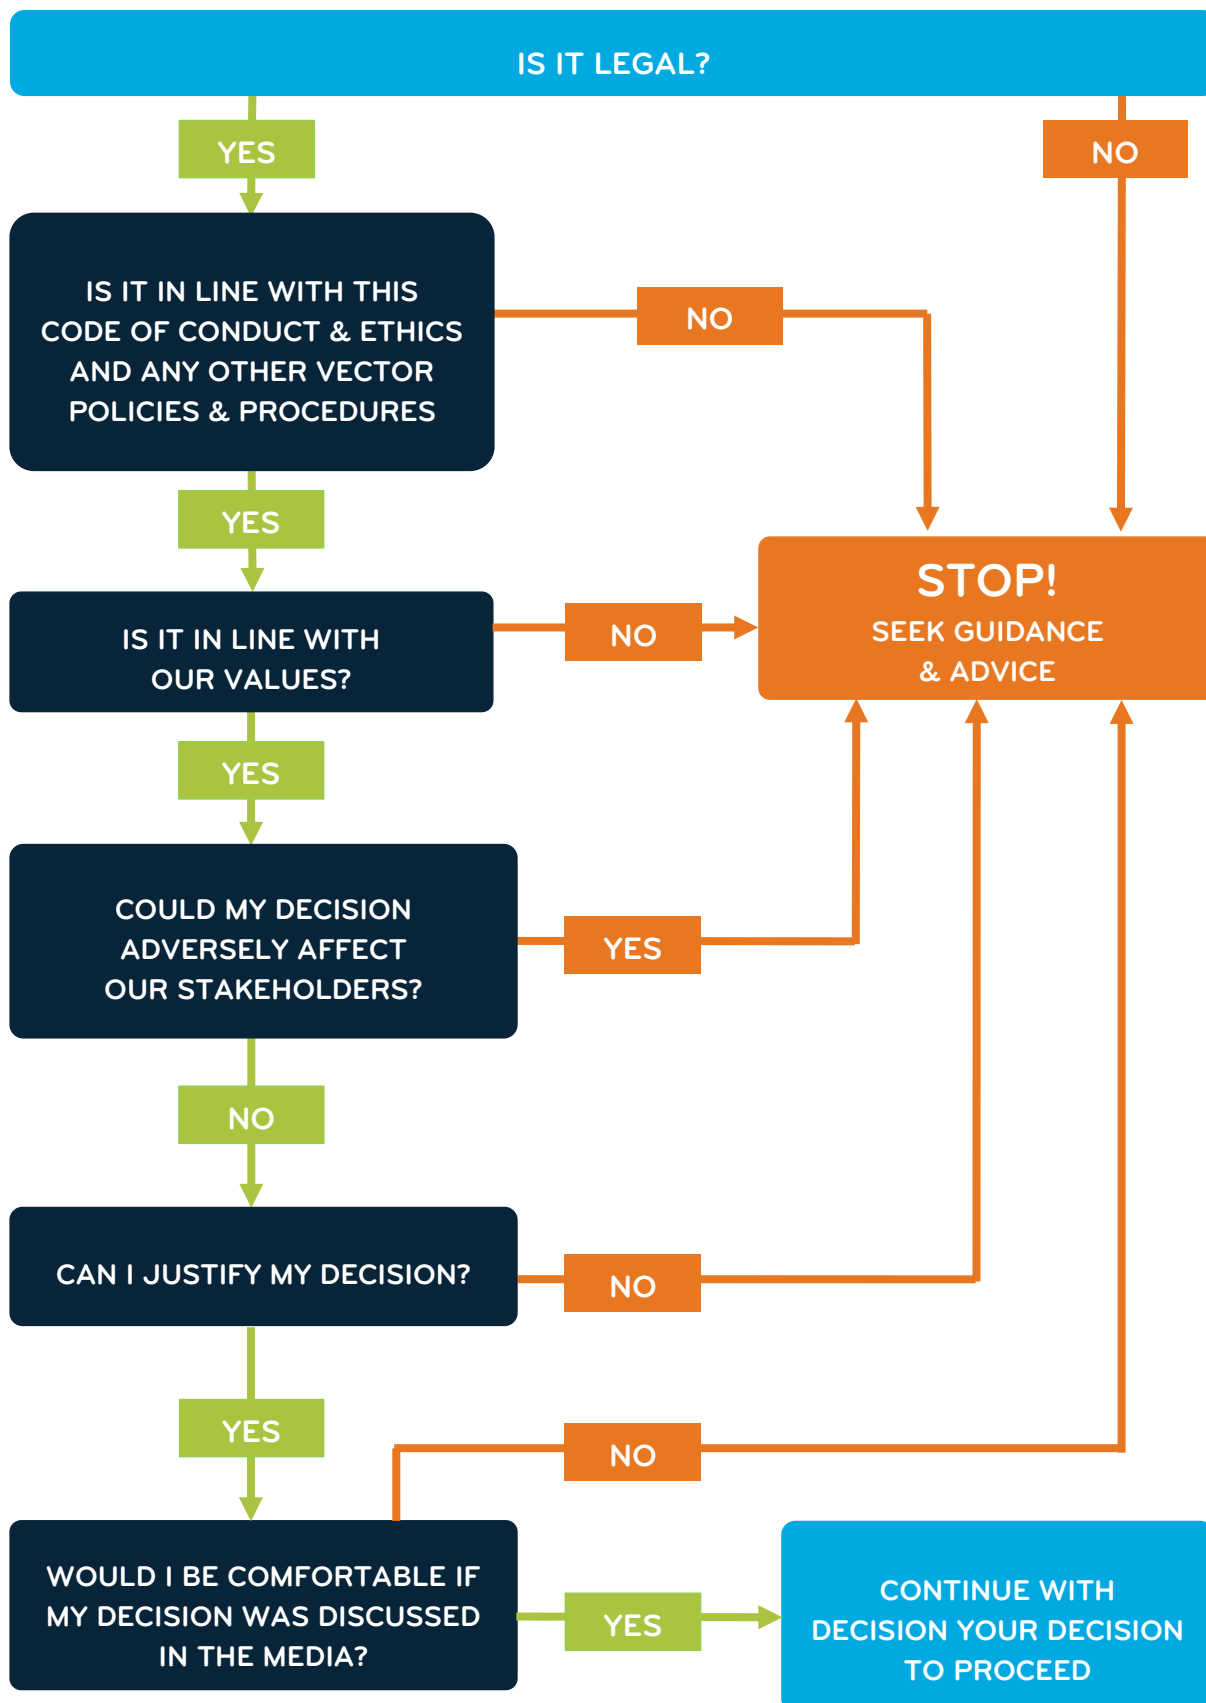 IS IT LEGAL?
YES
NO
IS IT IN LINE WITH THIS
CODE OF CONDUCT & ETHICS
AND ANY OTHER VECTOR
POLICIES & PROCEDURES
NO
YES
STOP!
SEEK GUIDANCE
& ADVICE
IS IT IN LINE WITH
OUR VALUES?
NO
YES
COULD MY DECISION
ADVERSELY AFFECT
OUR STAKEHOLDERS?
YES
NO
CAN I JUSTIFY MY DECISION?
NO
YES
NO
WOULD I BE COMFORTABLE IF
MY DECISION WAS DISCUSSED
IN THE MEDIA?
YES
CONTINUE WITH
DECISION YOUR DECISION
TO PROCEED